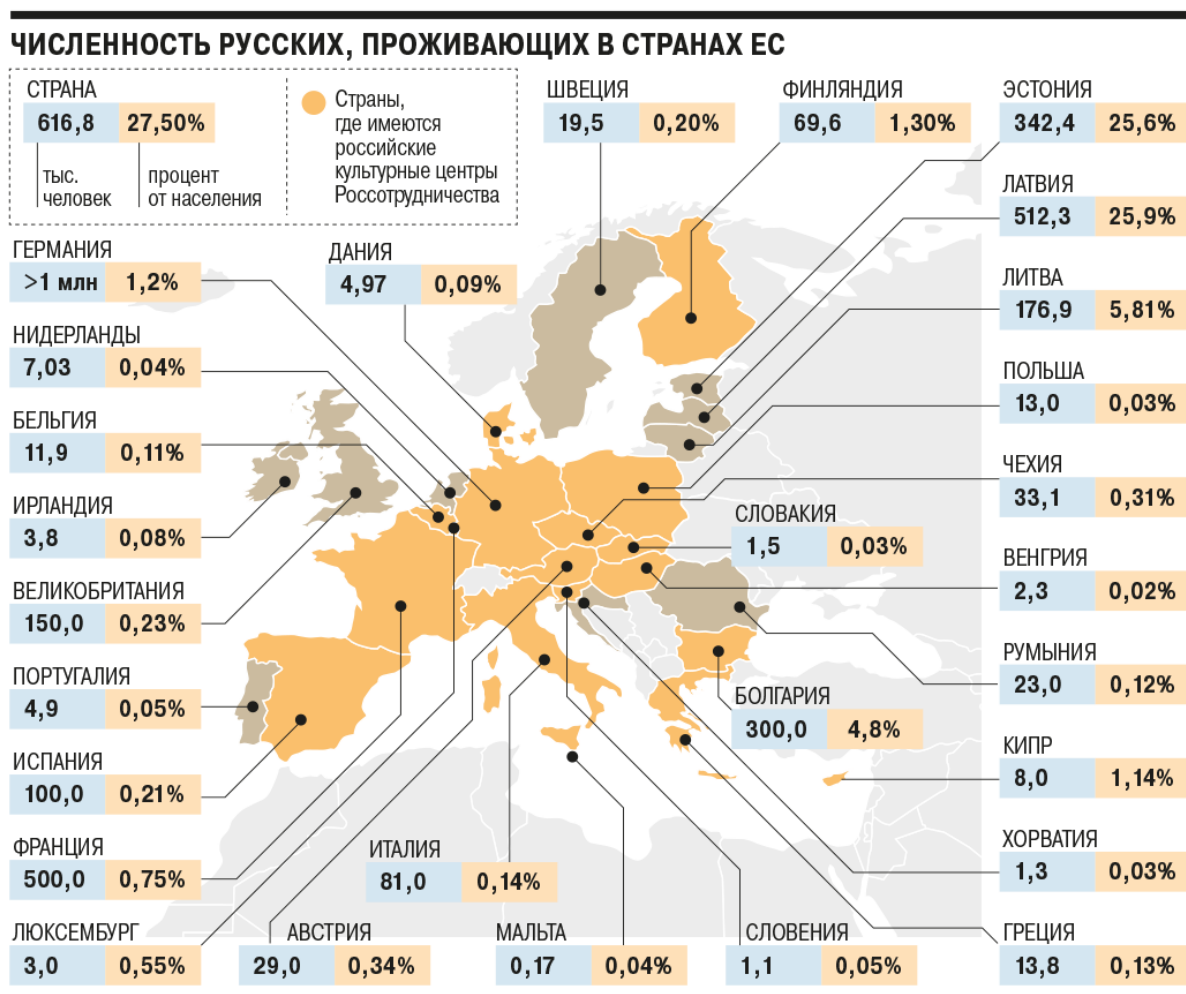 ЧИСЛЕННОСТЬ РУССКИХ, ПРОЖИВАЮЩИХ В СТРАНАХ ЕС
СТРАНА
616,8 27,50%
тыс.
человек
процент
от населения
Страны,
где имеются
российские
культурные центры
Россотрудничества
ШВЕЦИЯ
19,5 0,20%
ФИНЛЯНДИЯ
69,6 1,30%
ЭСТОНИЯ
342,4 25,6%
ЛАТВИЯ
512,3 25,9%
ГЕРМАНИЯ
>1 млн 1,2%
ДАНИЯ
4,97 0,09%
ЛИТВА
176,9 5,81%
НИДЕРЛАНДЫ
7,03 0,04%
ПОЛЬША
13,0 0,03%
БЕЛЬГИЯ
11,9 0,11%
ЧЕХИЯ
33,1 0,31%
ИРЛАНДИЯ
3,8 0,08%
СЛОВАКИЯ
1,5 0,03%
ВЕНГРИЯ
2,3 0,02%
ВЕЛИКОБРИТАНИЯ
150,0 0,23%
РУМЫНИЯ
23,0 0,12%
ПОРТУГАЛИЯ
4,9 0,05%
БОЛГАРИЯ
300,0 4,8%
КИПР
8,0 1,14%
ИСПАНИЯ
100,0 0,21%
ХОРВАТИЯ
1,3 0,03%
ФРАНЦИЯ
500,0 0,75%
ИТАЛИЯ
81,0 0,14%
ЛЮКСЕМБУРГ
3,0 0,55%
АВСТРИЯ
29,0 0,34%
МАЛЬТА
0,17 0,04%
СЛОВЕНИЯ
1,1 0,05%
ГРЕЦИЯ
13,8 0,13%